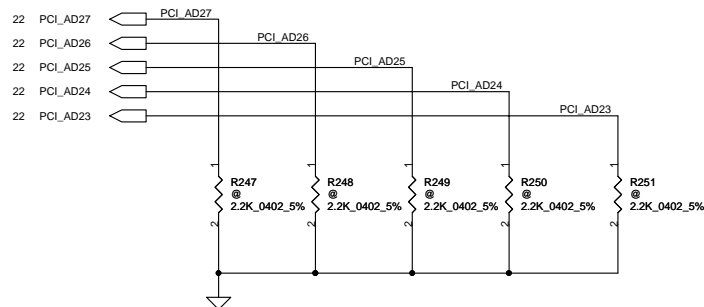 22 PCI_AD27 PCI_AD27
22 PCI_AD26 PCI_AD26
22 PCI_AD25 PCI_AD25
22 PCI_AD24 PCI_AD24
22 PCI_AD23 PCI_AD23
1 1 1 1 1
R247 R248 R249 R250 R251
@ @ @ @ @
2.2K_0402_5% 2.2K_0402_5% 2.2K_0402_5% 2.2K_0402_5% 2.2K_0402_5%
2 2 2 2 2